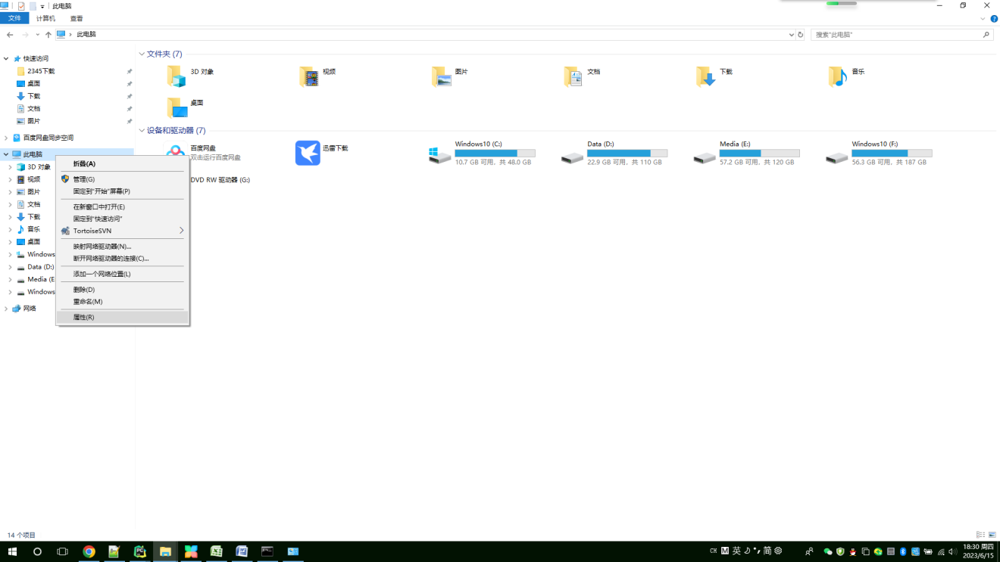 此电脑
文件 计算机 查看
此电脑
搜索"此电脑"
快速访问
2345下载
桌面
下载
文档
图片
百度网盘同步空间
此电脑
3D 对象
视频
图片
文档
下载
音乐
桌面
Windows
Data (D:)
Media (E
Windows
网络
折叠(A)
管理(G)
固定到"开始"屏幕(P)
在新窗口中打开(E)
固定到"快速访问"
TortoiseSVN
映射网络驱动器(N)...
断开网络驱动器的连接(C)...
添加一个网络位置(L)
删除(D)
重命名(M)
属性(R)
文件夹 (7)
3D 对象
视频
图片
文档
下载
音乐
桌面
设备和驱动器 (7)
百度网盘
双击运行百度网盘
迅雷下载
Windows10 (C:)
10.7 GB 可用，共 48.0 GB
Data (D:)
22.9 GB 可用，共 110 GB
Media (E:)
57.2 GB 可用，共 120 GB
Windows10 (F:)
56.3 GB 可用，共 187 GB
DVD RW 驱动器 (G:)
14 个项目
CH M 英 简
18:30 周四
2023/6/15